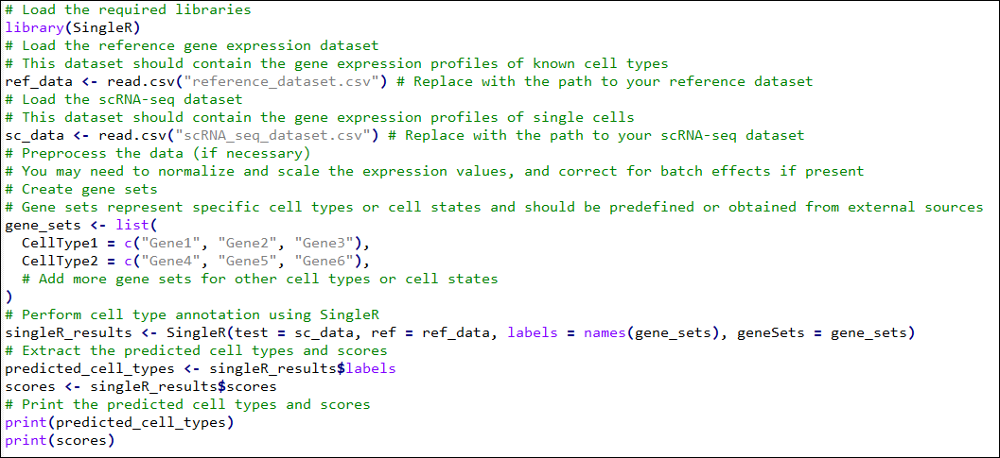 # Load the required libraries
library(SingleR)
# Load the reference gene expression dataset
# This dataset should contain the gene expression profiles of known cell types
ref_data <- read.csv("reference_dataset.csv") # Replace with the path to your reference dataset
# Load the scRNA-seq dataset
# This dataset should contain the gene expression profiles of single cells
sc_data <- read.csv("scRNA_seq_dataset.csv") # Replace with the path to your scRNA-seq dataset
# Preprocess the data (if necessary)
# You may need to normalize and scale the expression values, and correct for batch effects if present
# Create gene sets
# Gene sets represent specific cell types or cell states and should be predefined or obtained from external sources
gene_sets <- list(
  CellType1 = c("Gene1", "Gene2", "Gene3"),
  CellType2 = c("Gene4", "Gene5", "Gene6"),
  # Add more gene sets for other cell types or cell states
)
# Perform cell type annotation using SingleR
singleR_results <- SingleR(test = sc_data, ref = ref_data, labels = names(gene_sets), geneSets = gene_sets)
# Extract the predicted cell types and scores
predicted_cell_types <- singleR_results$labels
scores <- singleR_results$scores
# Print the predicted cell types and scores
print(predicted_cell_types)
print(scores)